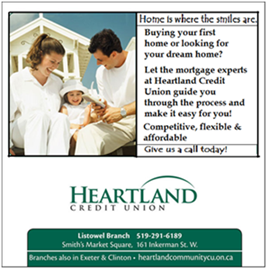 Home is where the smiles are.
Buying your first
home or looking for
your dream home?
Let the mortgage experts
at Heartland Credit
Union guide you
through the process and
make it easy for you!
Competitive, flexible &
affordable
Give us a call today!
HEARTLAND
CREDIT UNION
Listowel Branch 519-291-6189
Smith's Market Square, 161 Inkerman St. W.
Branches also in Exeter & Clinton • heartlandcommunitycu.on.ca